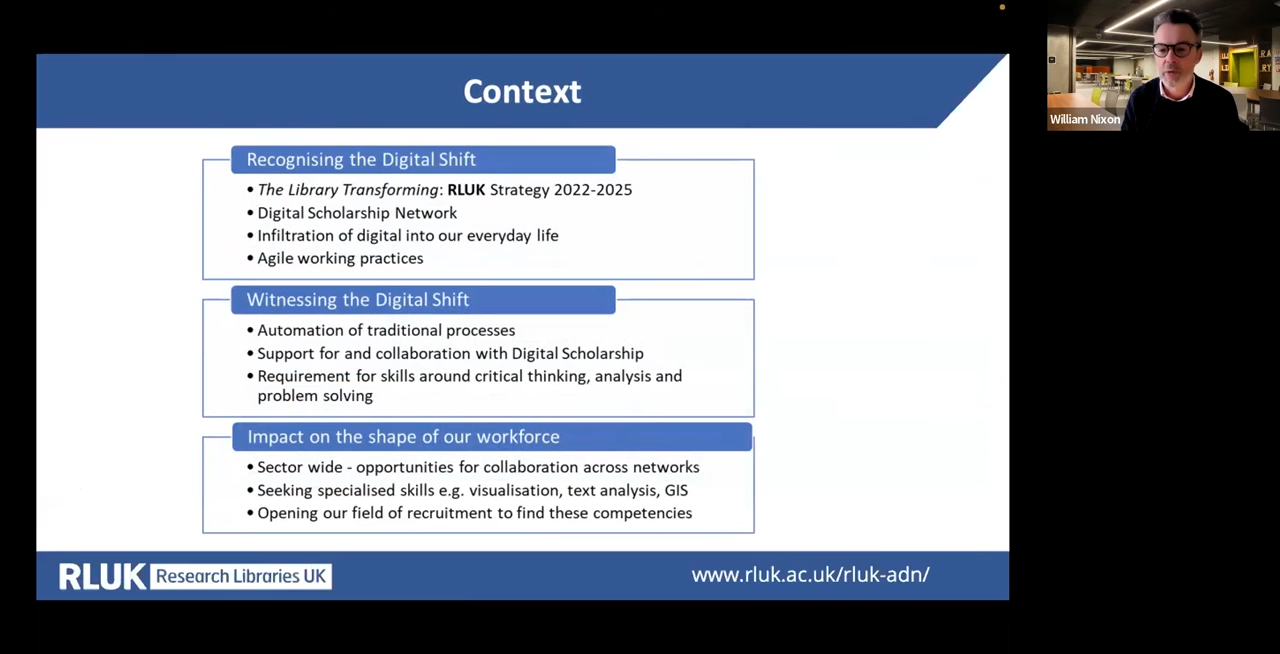 Context
Recognising the Digital Shift
• The Library Transforming: RLUK Strategy 2022-2025
• Digital Scholarship Network
• Infiltration of digital into our everyday life
• Agile working practices
Witnessing the Digital Shift
• Automation of traditional processes
• Support for and collaboration with Digital Scholarship
• Requirement for skills around critical thinking, analysis and
problem solving
Impact on the shape of our workforce
• Sector wide - opportunities for collaboration across networks
• Seeking specialised skills e.g. visualisation, text analysis, GIS
• Opening our field of recruitment to find these competencies
RLUK Research Libraries UK
www.rluk.ac.uk/rluk-adn/
William Nixon